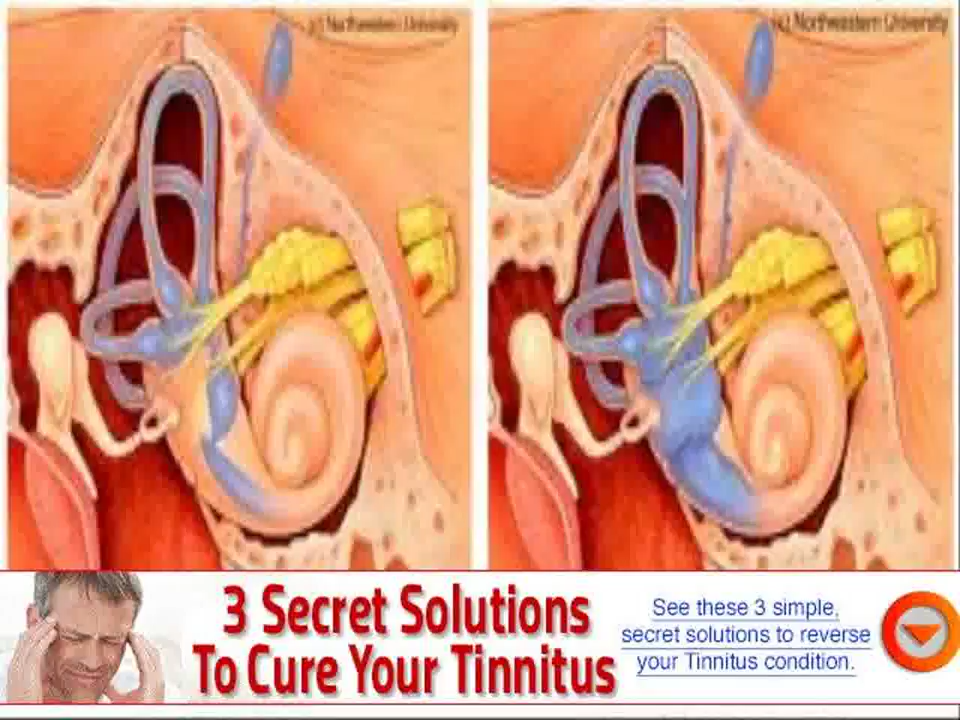 (c) Northwestern University
(c) Northwestern University
3 Secret Solutions
To Cure Your Tinnitus
See these 3 simple,
secret solutions to reverse
your Tinnitus condition.